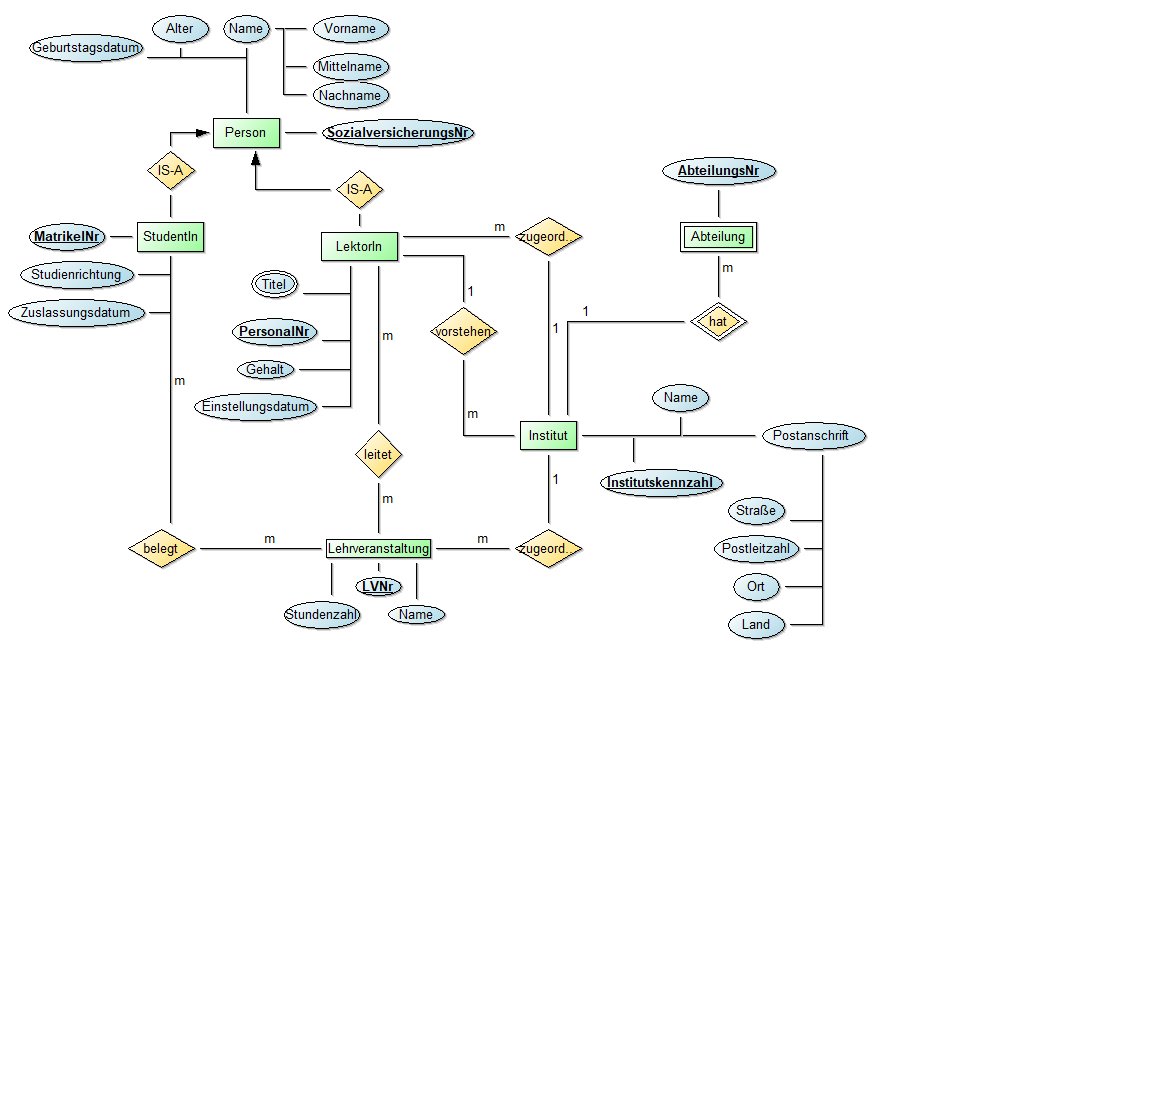 Alter
Name
Vorname
Geburtstagsdatum
Mittelname
Nachname
Person
SozialversicherungsNr
IS-A
IS-A
AbteilungsNr
MatrikelNr
StudentIn
LektorIn
m
zugeord...
Abteilung
m
Studienrichtung
Titel
1
1
Zuslassungsdatum
PersonalNr
m
vorstehen
1
hat
Gehalt
m
Einstellungsdatum
m
Name
Institut
Postanschrift
leitet
1
Institutskennzahl
m
Straße
belegt
m
Lehrveranstaltung
m
zugeord...
Postleitzahl
LVNr
Ort
Stundenzahl
Name
Land